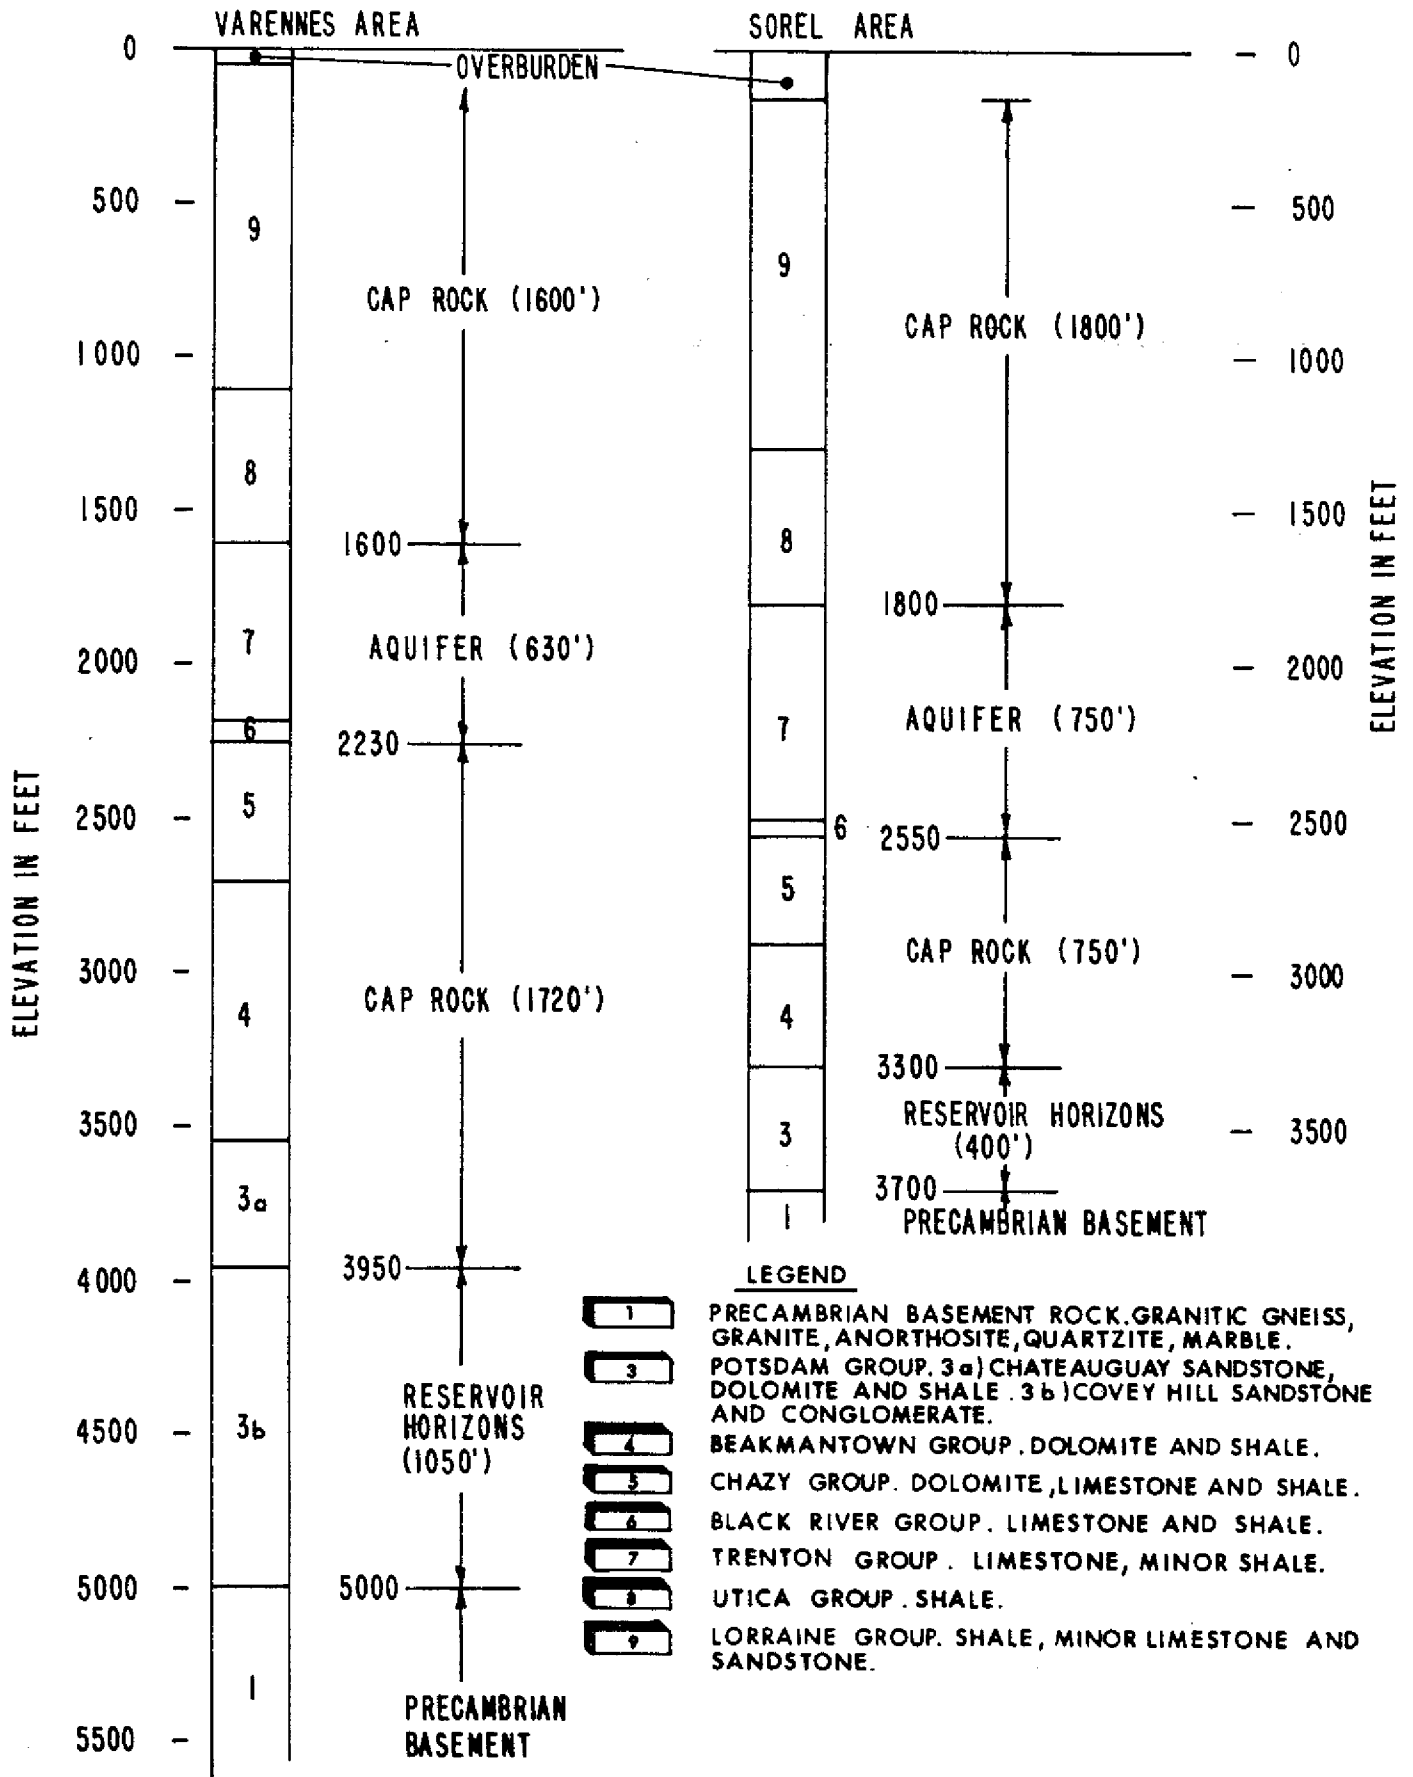 VARENNES AREA
SOREL AREA
OVERBURDEN
ELEVATION IN FEET
0
500
1000
1500
2000
2500
3000
3500
4000
4500
5000
5500
9
8
7
6
5
4
3a
3b
1
CAP ROCK (1600')
1600
AQUIFER (630')
2230
CAP ROCK (1720')
3950
RESERVOIR
HORIZONS
(1050')
5000
PRECAMBRIAN
BASEMENT
9
8
7
6
5
4
3
1
CAP ROCK (1800')
1800
AQUIFER (750')
2550
CAP ROCK (750')
3300
RESERVOIR HORIZONS
(400')
3700
PRECAMBRIAN BASEMENT
0
500
1000
1500
2000
2500
3000
3500
ELEVATION IN FEET
LEGEND
1 PRECAMBRIAN BASEMENT ROCK.GRANITIC GNEISS,
GRANITE, ANORTHOSITE, QUARTZITE, MARBLE.
3 POTSDAM GROUP. 3a) CHATEAUGUAY SANDSTONE,
DOLOMITE AND SHALE. 3b) COVEY HILL SANDSTONE
AND CONGLOMERATE.
4 BEAKMANTOWN GROUP. DOLOMITE AND SHALE.
5 CHAZY GROUP. DOLOMITE, LIMESTONE AND SHALE.
6 BLACK RIVER GROUP. LIMESTONE AND SHALE.
7 TRENTON GROUP. LIMESTONE, MINOR SHALE.
8 UTICA GROUP. SHALE.
9 LORRAINE GROUP. SHALE, MINOR LIMESTONE AND
SANDSTONE.